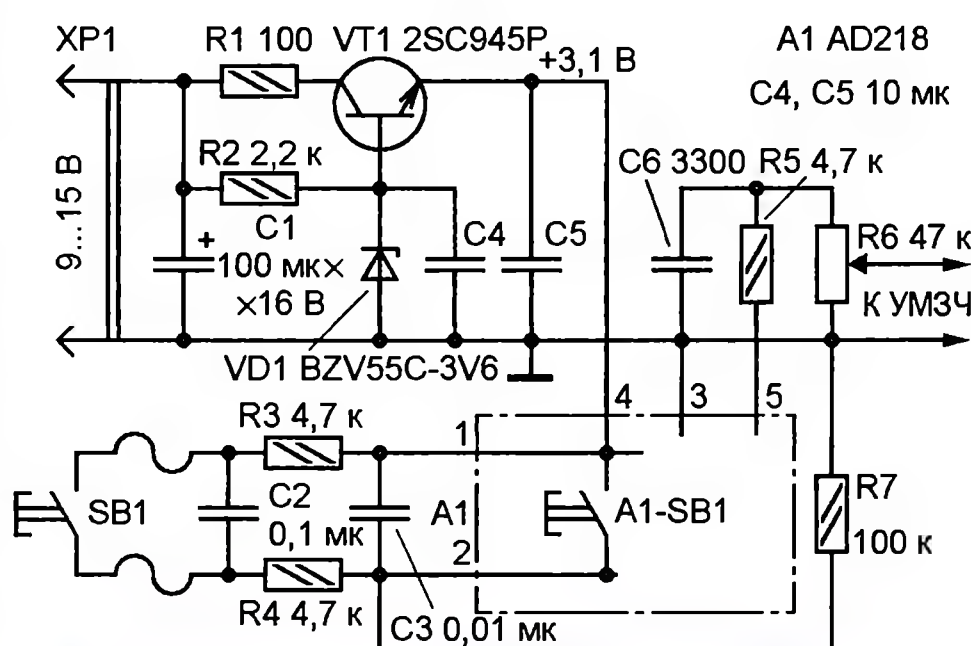 XP1
R1 100
VT1 2SC945P
+3,1 В
A1 AD218
C4, C5 10 мк
9...15 В
R2 2,2 к
C1
+
100 мк×
×16 В
C4
C5
C6 3300
R5 4,7 к
R6 47 к
К УМЗЧ
VD1 BZV55C-3V6
R3 4,7 к
1
4
3
5
SB1
C2
0,1 мк
A1
2
A1-SB1
R7
100 к
R4 4,7 к
C3 0,01 мк